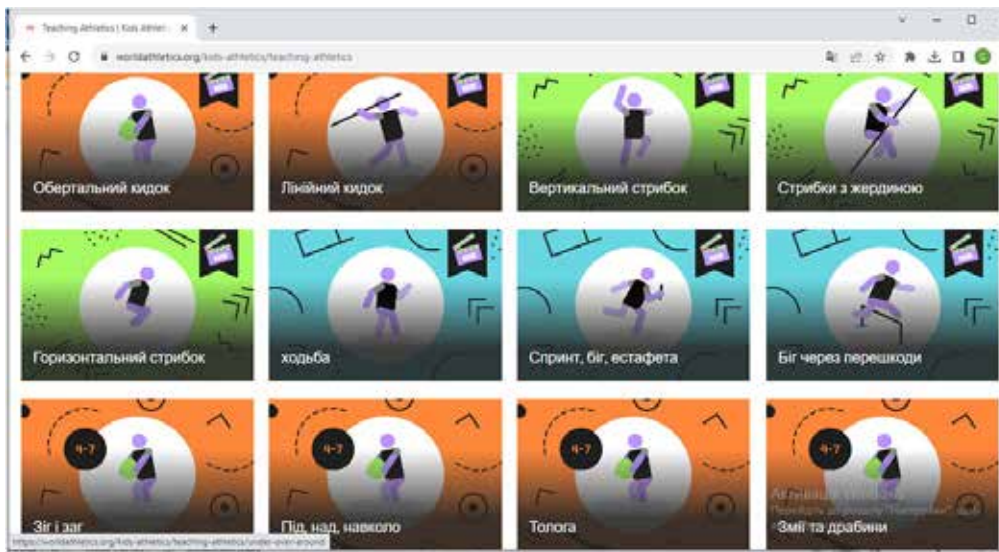 Teaching Athletics | Kids Athleti
worldathletics.org/kids-athletics/teaching-athletics
Обертальний кидок
Лінійний кидок
Вертикальний стрибок
Стрибки з жердиною
Горизонтальний стрибок
ходьба
Спринт, біг, естафета
Біг через перешкоди
4-7
4-7
4-7
4-7
Зіг і заг
Під, над, навколо
Толога
Змії та драбини
Активація Windows
https://worldathletics.org/kids-athletics/teaching-athletics/under-over-around